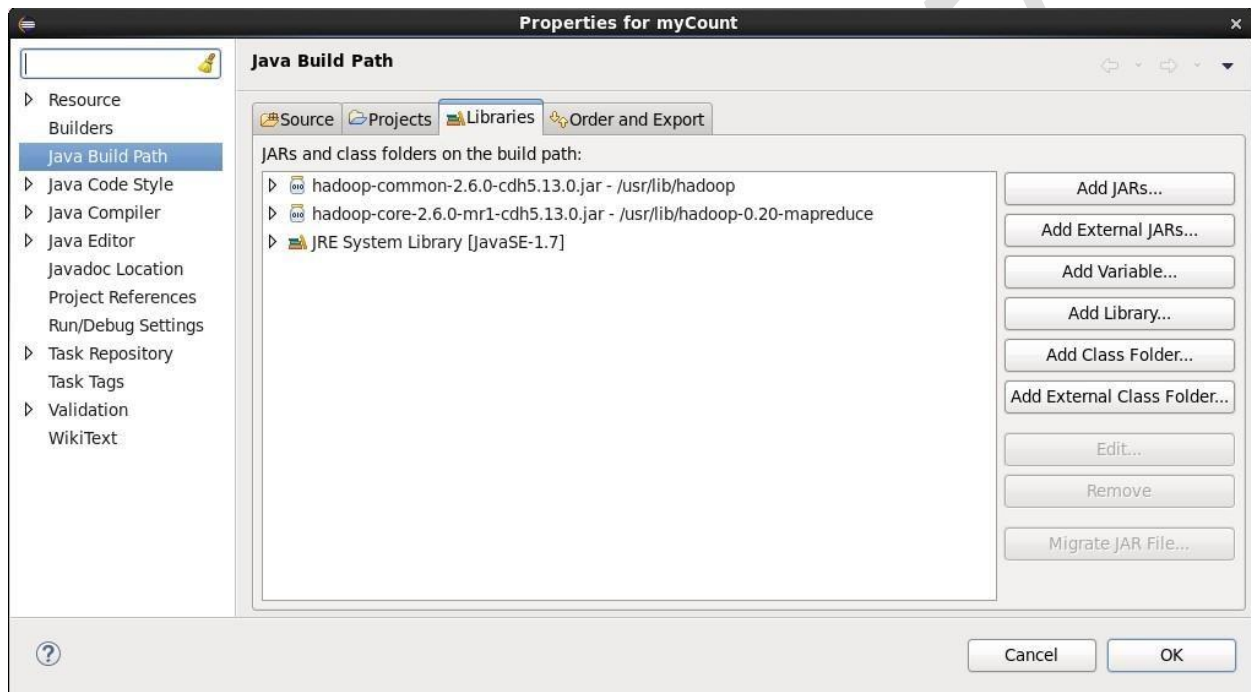 Properties for myCount
Java Build Path
Resource
Builders
Java Build Path
Java Code Style
Java Compiler
Java Editor
Javadoc Location
Project References
Run/Debug Settings
Task Repository
Task Tags
Validation
WikiText
Source Projects Libraries Order and Export
JARs and class folders on the build path:
hadoop-common-2.6.0-cdh5.13.0.jar - /usr/lib/hadoop
hadoop-core-2.6.0-mr1-cdh5.13.0.jar - /usr/lib/hadoop-0.20-mapreduce
JRE System Library [JavaSE-1.7]
Add JARs...
Add External JARs...
Add Variable...
Add Library...
Add Class Folder...
Add External Class Folder...
Edit...
Remove
Migrate JAR File...
Cancel OK